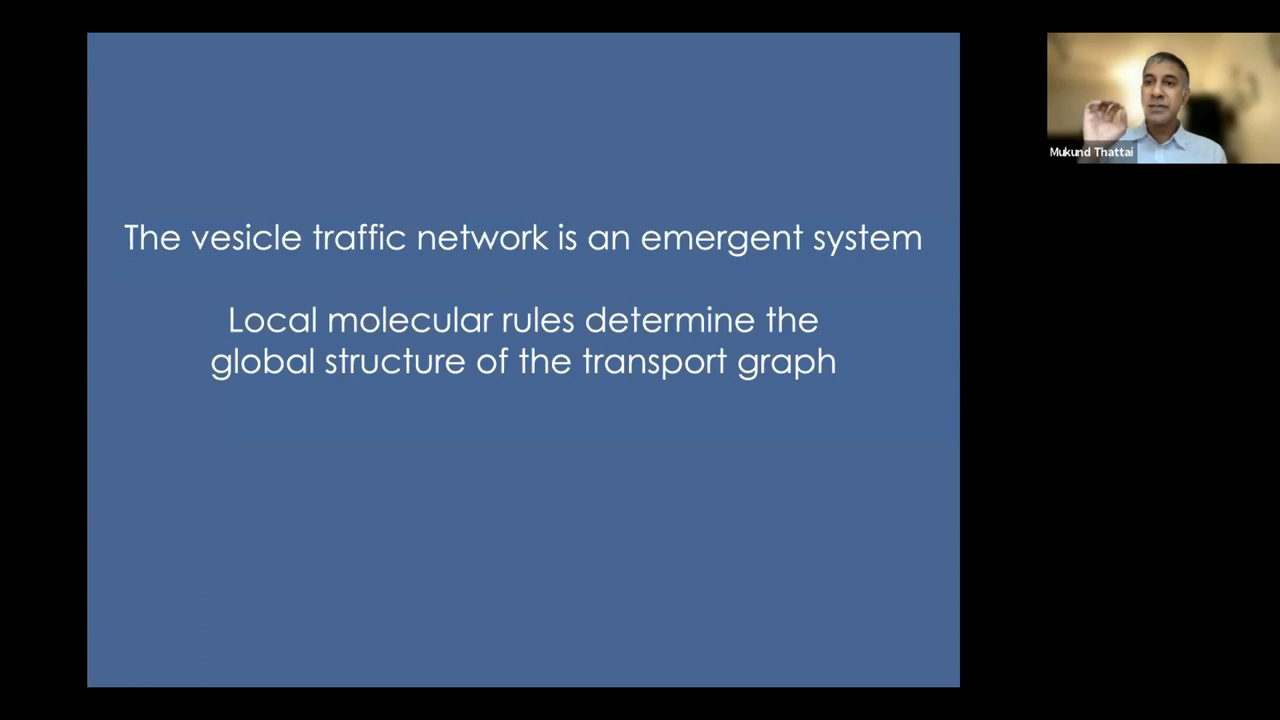 The vesicle traffic network is an emergent system
Local molecular rules determine the
global structure of the transport graph
Mukund Thattai